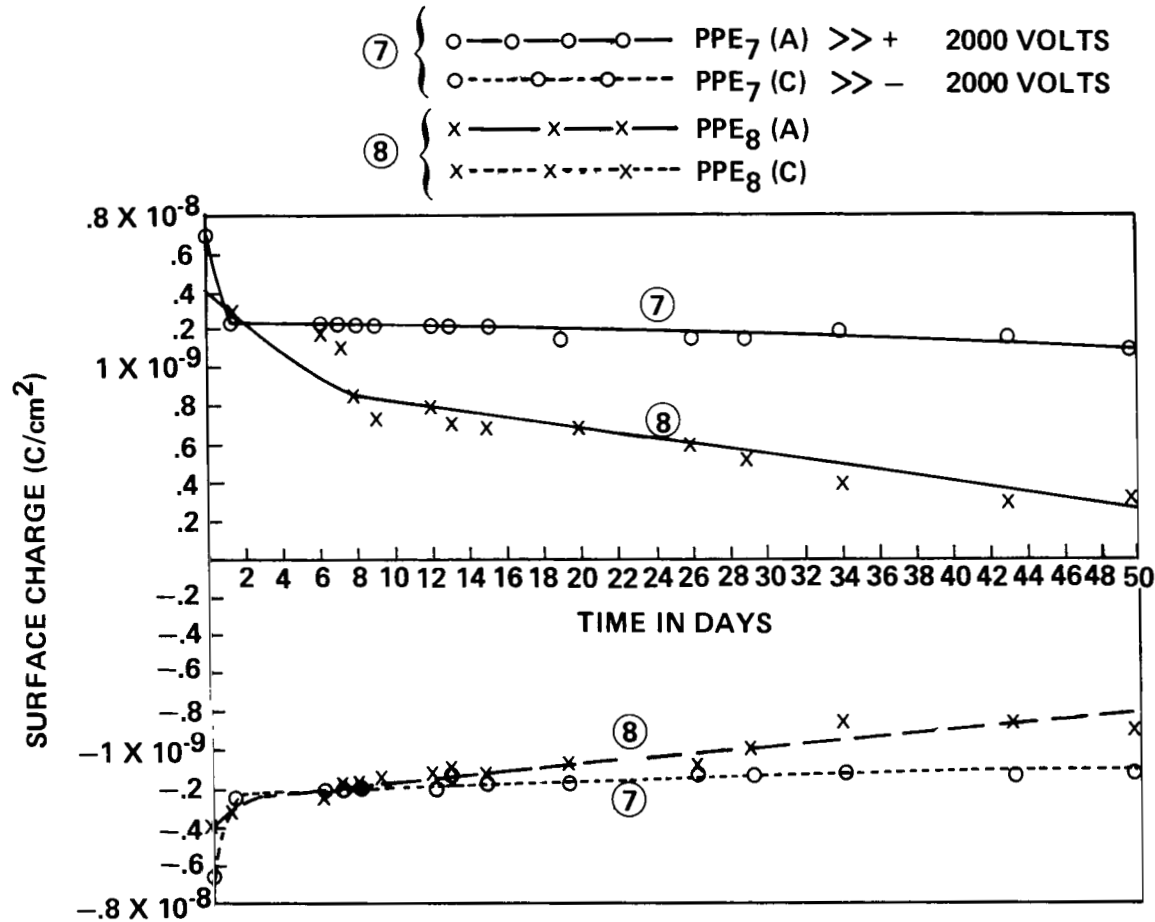 7 PPE7 (A) >> + 2000 VOLTS
PPE7 (C) >> – 2000 VOLTS
8 PPE8 (A)
PPE8 (C)
SURFACE CHARGE (C/cm²)
.8 X 10⁻⁸
.6
.4
.2
1 X 10⁻⁹
.8
.6
.4
.2
7
8
2 4 6 8 10 12 14 16 18 20 22 24 26 28 30 32 34 36 38 40 42 44 46 48 50
TIME IN DAYS
–.2
–.4
–.6
–.8
–1 X 10⁻⁹
–.2
–.4
–.6
–.8 X 10⁻⁸
8
7